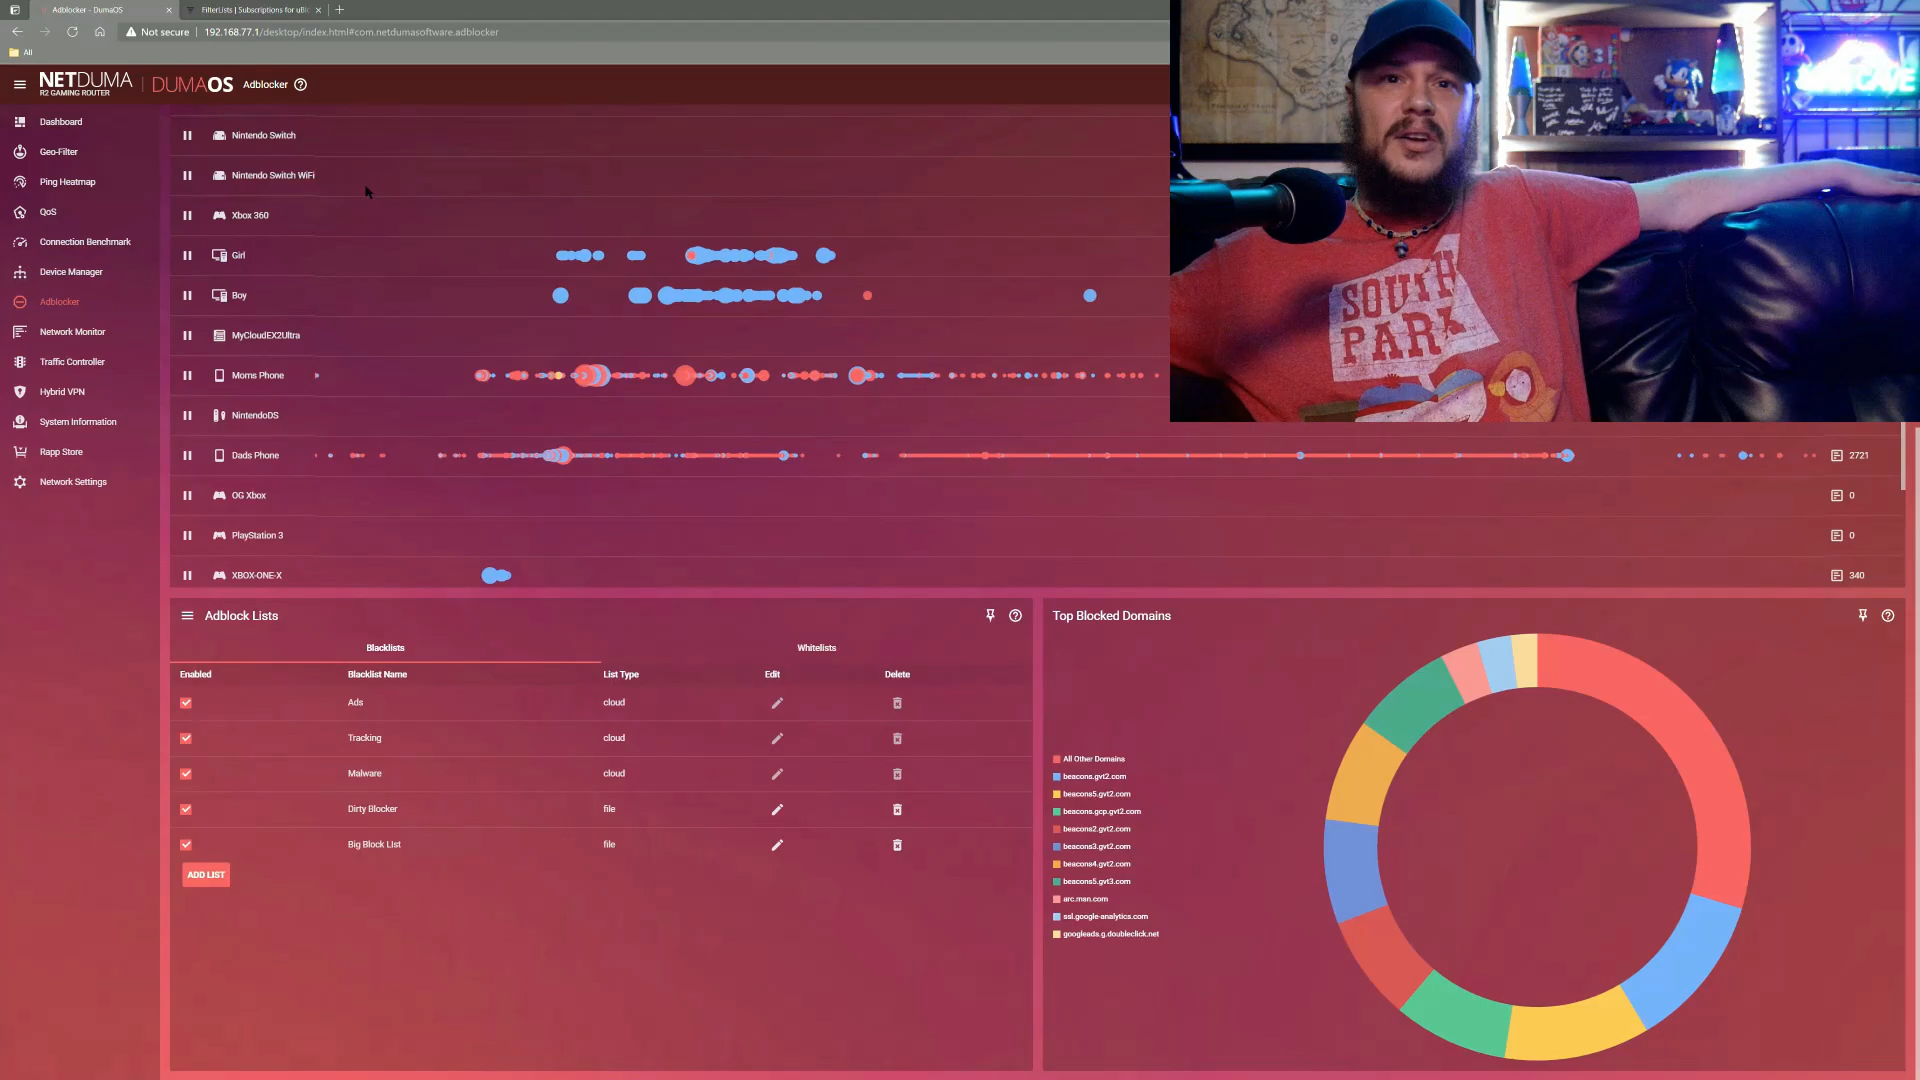 Adblocker - DumaOS
FilterLists | Subscriptions for uBl
Not secure
192.168.77.1/desktop/index.html#com.netdumasoftware.adblocker
All
NETDUMA
R2 GAMING ROUTER
DUMAOS
Adblocker
Dashboard
Geo-Filter
Ping Heatmap
QoS
Connection Benchmark
Device Manager
Adblocker
Network Monitor
Traffic Controller
Hybrid VPN
System Information
Rapp Store
Network Settings
Nintendo Switch
Nintendo Switch WiFi
Xbox 360
Girl
Boy
MyCloudEX2Ultra
Moms Phone
NintendoDS
Dads Phone 2721
OG Xbox 0
PlayStation 3 0
XBOX-ONE-X 340
SOUTH
PARK
Adblock Lists
Blacklists Whitelists
Enabled Blacklist Name List Type Edit Delete
Ads cloud
Tracking cloud
Malware cloud
Dirty Blocker file
Big Block List file
ADD LIST
Top Blocked Domains
All Other Domains
beacons.gvt2.com
beacons5.gvt2.com
beacons.gcp.gvt2.com
beacons2.gvt2.com
beacons3.gvt2.com
beacons4.gvt2.com
beacons5.gvt3.com
arc.msn.com
ssl.google-analytics.com
googleads.g.doubleclick.net